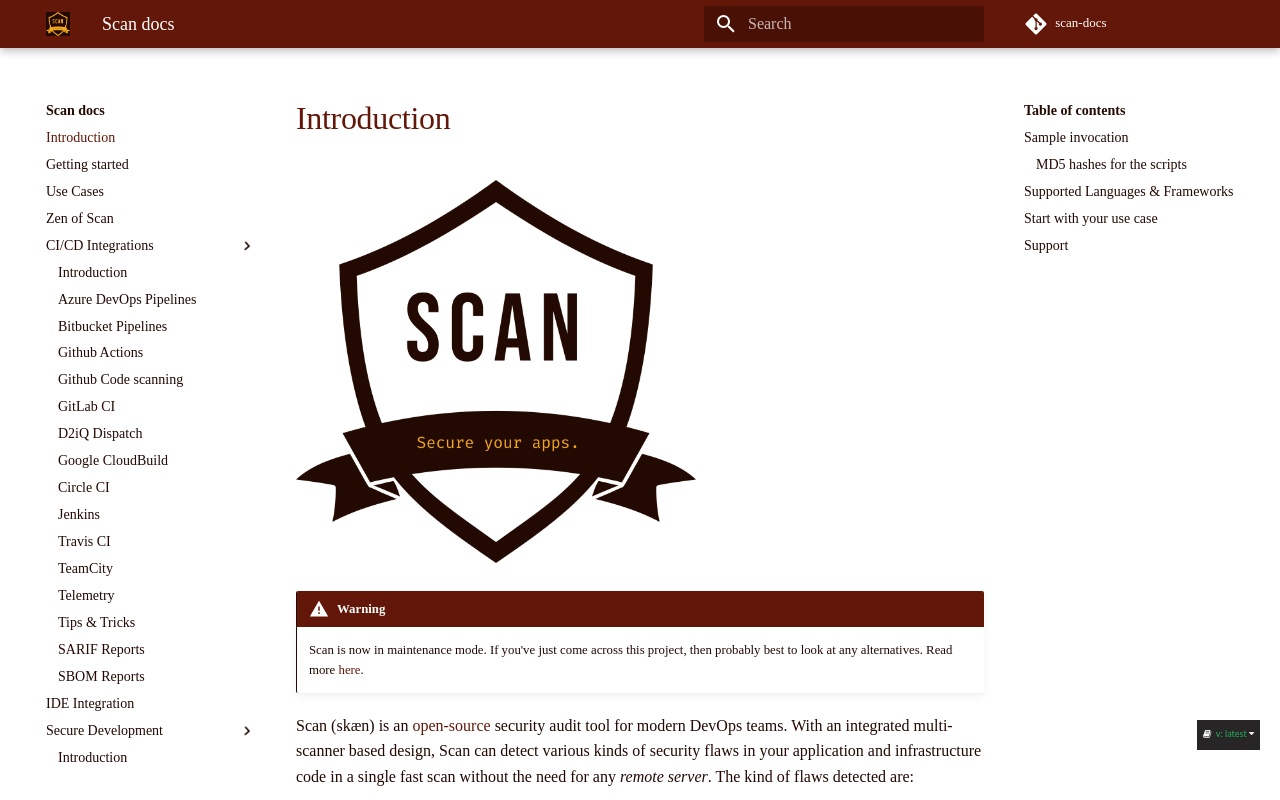 SCAN
Scan docs
Search
scan-docs
Scan docs
Introduction
Getting started
Use Cases
Zen of Scan
CI/CD Integrations
Introduction
Azure DevOps Pipelines
Bitbucket Pipelines
Github Actions
Github Code scanning
GitLab CI
D2iQ Dispatch
Google CloudBuild
Circle CI
Jenkins
Travis CI
TeamCity
Telemetry
Tips & Tricks
SARIF Reports
SBOM Reports
IDE Integration
Secure Development
Introduction
Introduction
SCAN
Secure your apps.
Warning
Scan is now in maintenance mode. If you've just come across this project, then probably best to look at any alternatives. Read
more here.
Scan (skæn) is an open-source security audit tool for modern DevOps teams. With an integrated multi-
scanner based design, Scan can detect various kinds of security flaws in your application and infrastructure
code in a single fast scan without the need for any remote server. The kind of flaws detected are:
Table of contents
Sample invocation
MD5 hashes for the scripts
Supported Languages & Frameworks
Start with your use case
Support
v: latest